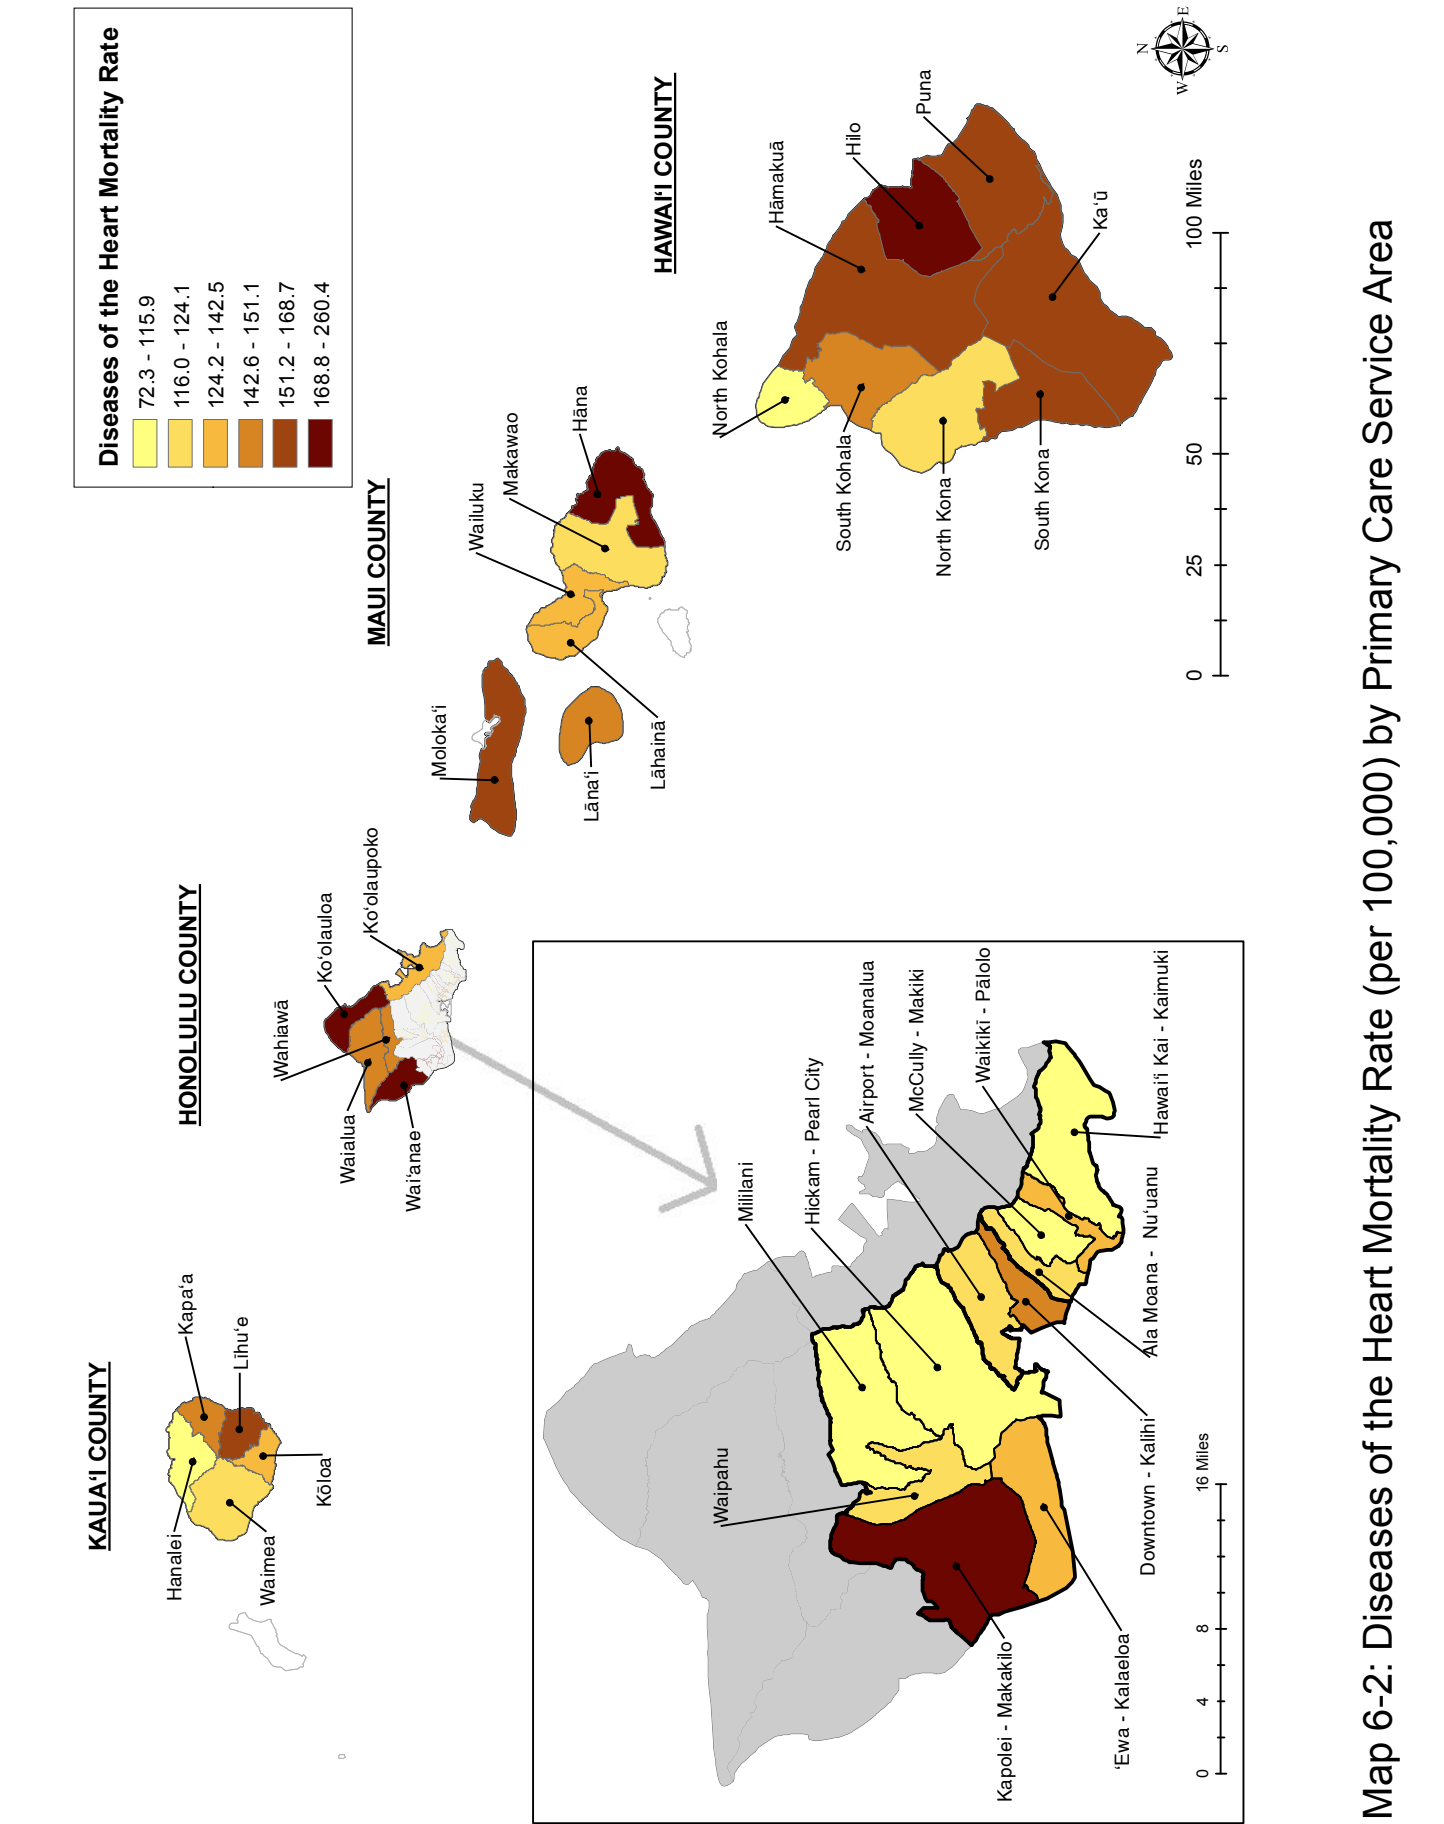 Diseases of the Heart Mortality Rate
72.3 - 115.9
116.0 - 124.1
124.2 - 142.5
142.6 - 151.1
151.2 - 168.7
168.8 - 260.4
KAUAʻI COUNTY
Hanalei
Kapaʻa
Līhuʻe
Waimea
Kōloa
HONOLULU COUNTY
Wahiawā
Koʻolauloa
Koʻolaupoko
Waialua
Waiʻanae
MAUI COUNTY
Molokaʻi
Wailuku
Makawao
Hāna
Lānaʻi
Lāhainā
HAWAIʻI COUNTY
North Kohala
Hāmakuā
Hilo
Puna
South Kohala
North Kona
South Kona
Kaʻū
N
E
S
W
0
25
50
100 Miles
Waipahu
Mililani
Hickam - Pearl City
Airport - Moanalua
McCully - Makiki
Waikīkī - Pālolo
Hawaiʻi Kai - Kaimuki
Ala Moana - Nuʻuanu
Downtown - Kalihi
ʻEwa - Kalaeloa
Kapolei - Makakilo
0
4
8
16 Miles
Map 6-2: Diseases of the Heart Mortality Rate (per 100,000) by Primary Care Service Area